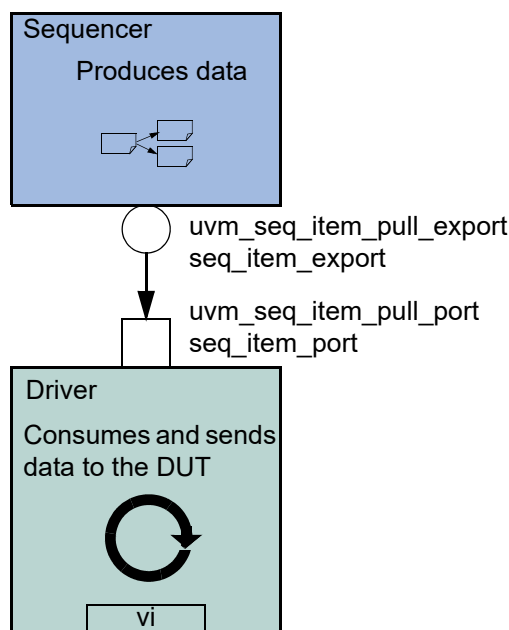 Sequencer
Produces data
uvm_seq_item_pull_export
seq_item_export
uvm_seq_item_pull_port
seq_item_port
Driver
Consumes and sends
data to the DUT
vi